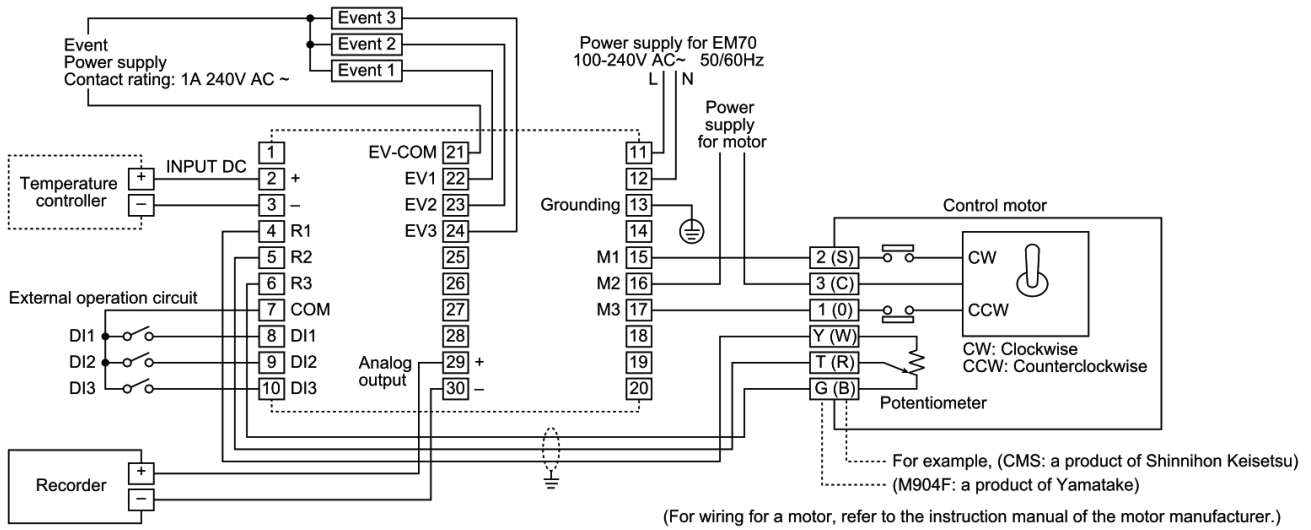 Event 3
Event 2
Event 1
Event
Power supply
Contact rating: 1A 240V AC ~
Power supply for EM70
100-240V AC~ 50/60Hz
L N
Power
supply
for motor
Temperature
controller
+
–
INPUT DC
1
2 +
3 –
4 R1
5 R2
6 R3
7 COM
8 DI1
9 DI2
10 DI3
EV-COM 21
EV1 22
EV2 23
EV3 24
25
26
27
28
Analog
output
29 +
30 –
11
12
Grounding 13
14
M1 15
M2 16
M3 17
18
19
20
External operation circuit
DI1
DI2
DI3
Control motor
2 (S)
3 (C)
1 (0)
Y (W)
T (R)
G (B)
CW
CCW
CW: Clockwise
CCW: Counterclockwise
Potentiometer
Recorder
+
–
For example, (CMS: a product of Shinnihon Keisetsu)
(M904F: a product of Yamatake)
(For wiring for a motor, refer to the instruction manual of the motor manufacturer.)